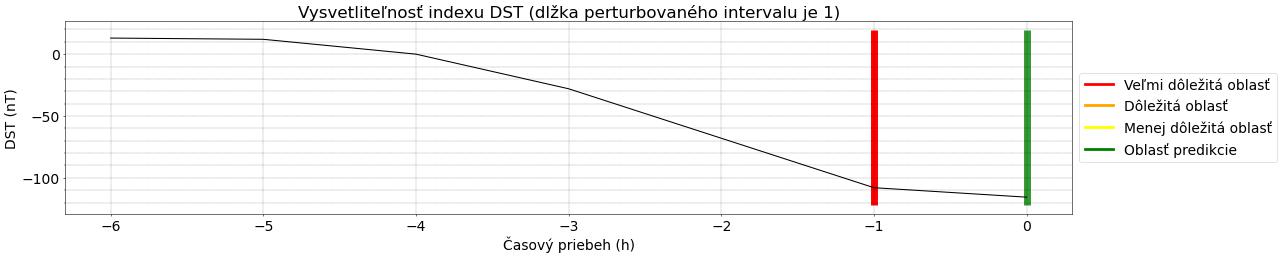 Vysvetliteľnosť indexu DST (dĺžka perturbovaného intervalu je 1)
DST (nT)
0
−50
−100
−6 −5 −4 −3 −2 −1 0
Časový priebeh (h)
Veľmi dôležitá oblasť
Dôležitá oblasť
Menej dôležitá oblasť
Oblasť predikcie